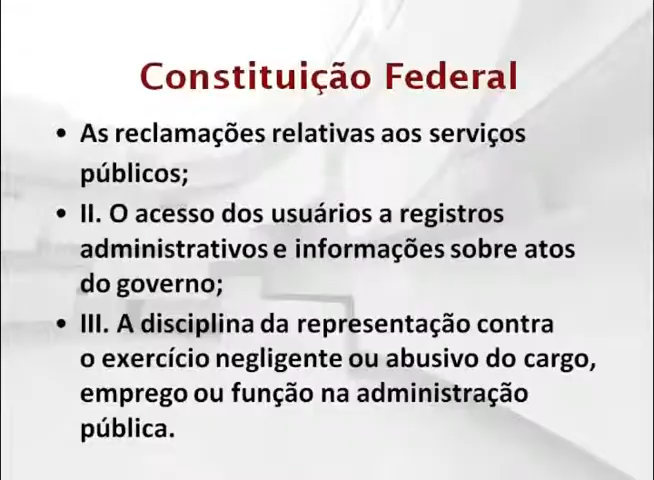 Constituição Federal
• As reclamações relativas aos serviços
públicos;
• II. O acesso dos usuários a registros
administrativos e informações sobre atos
do governo;
• III. A disciplina da representação contra
o exercício negligente ou abusivo do cargo,
emprego ou função na administração
pública.